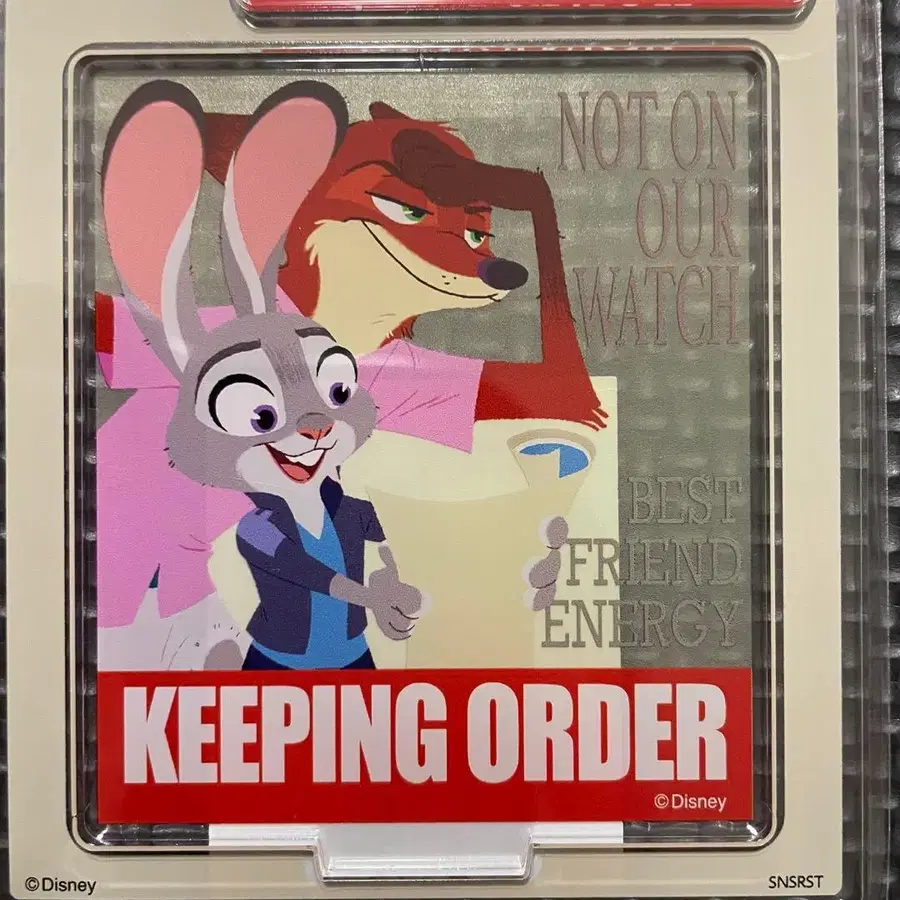 NOT ON
OUR
WATCH
BEST
FRIEND
ENERGY
KEEPING ORDER
©Disney
©Disney
SNSRST